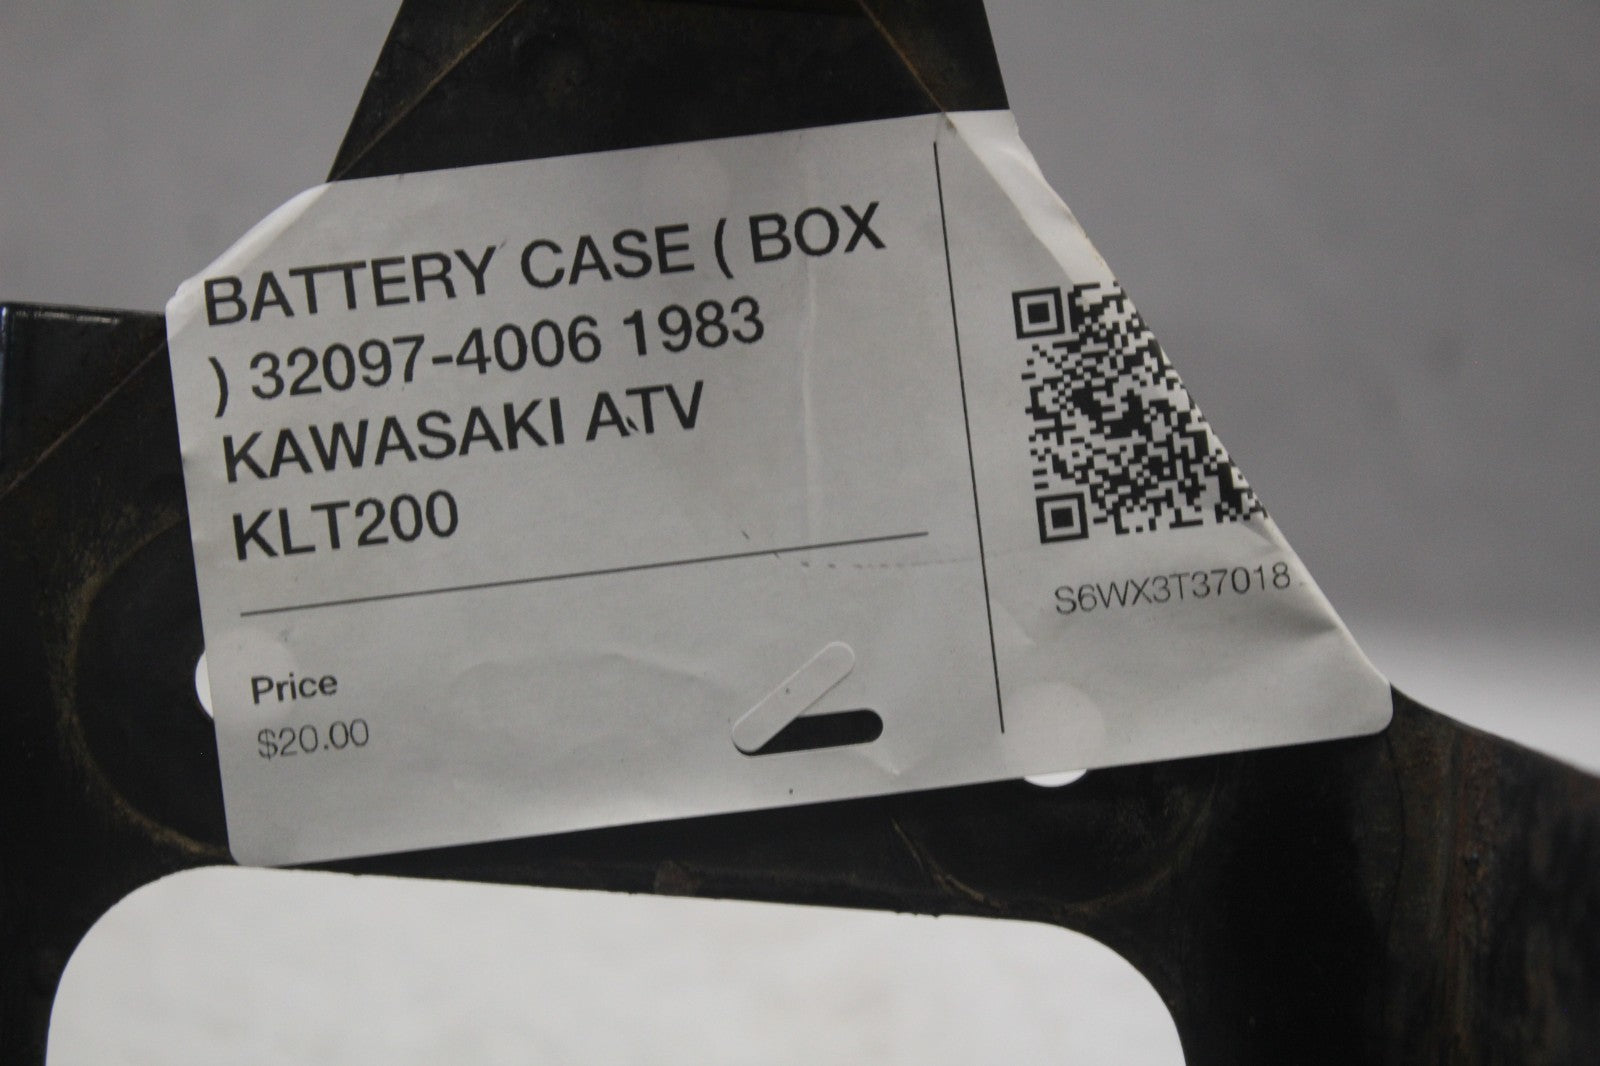 BATTERY CASE ( BOX
) 32097-4006 1983
KAWASAKI ATV
KLT200
Price
$20.00
S6WX3T37018